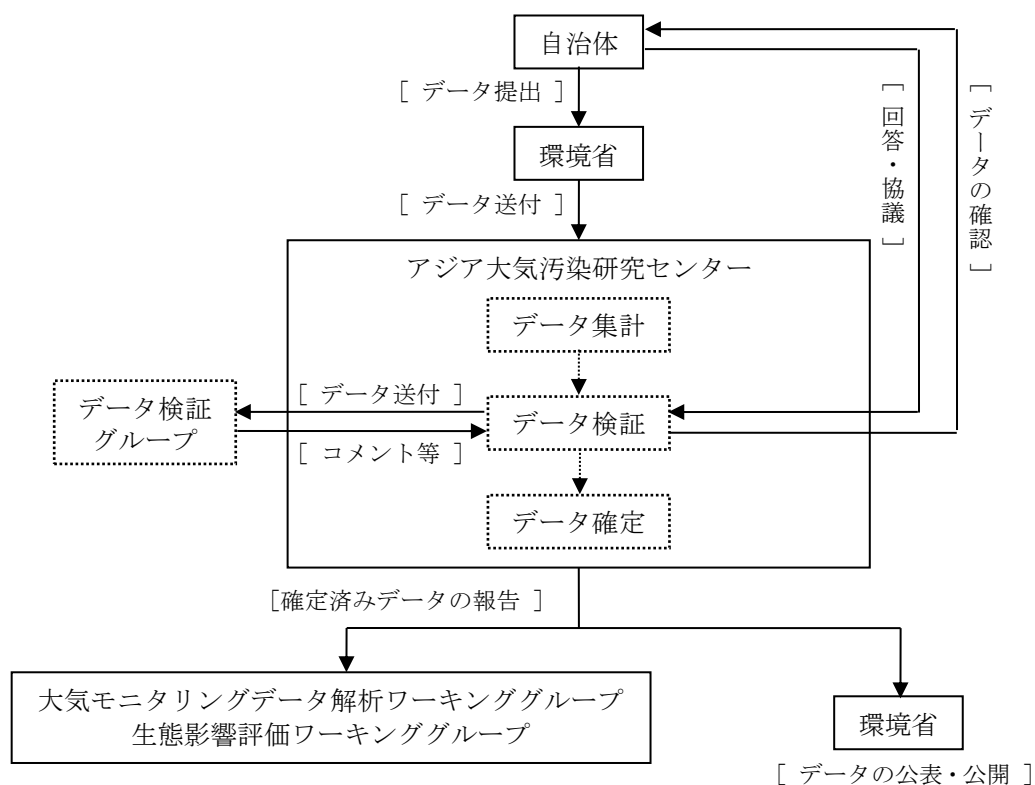 自治体
[ データ提出 ]
環境省
[ データ送付 ]
[ 回答・協議 ]
[ データの確認 ]
アジア大気汚染研究センター
データ集計
[ データ送付 ]
データ検証
グループ
データ検証
[ コメント等 ]
データ確定
[確定済みデータの報告 ]
大気モニタリングデータ解析ワーキンググループ
生態影響評価ワーキンググループ
環境省
[ データの公表・公開 ]